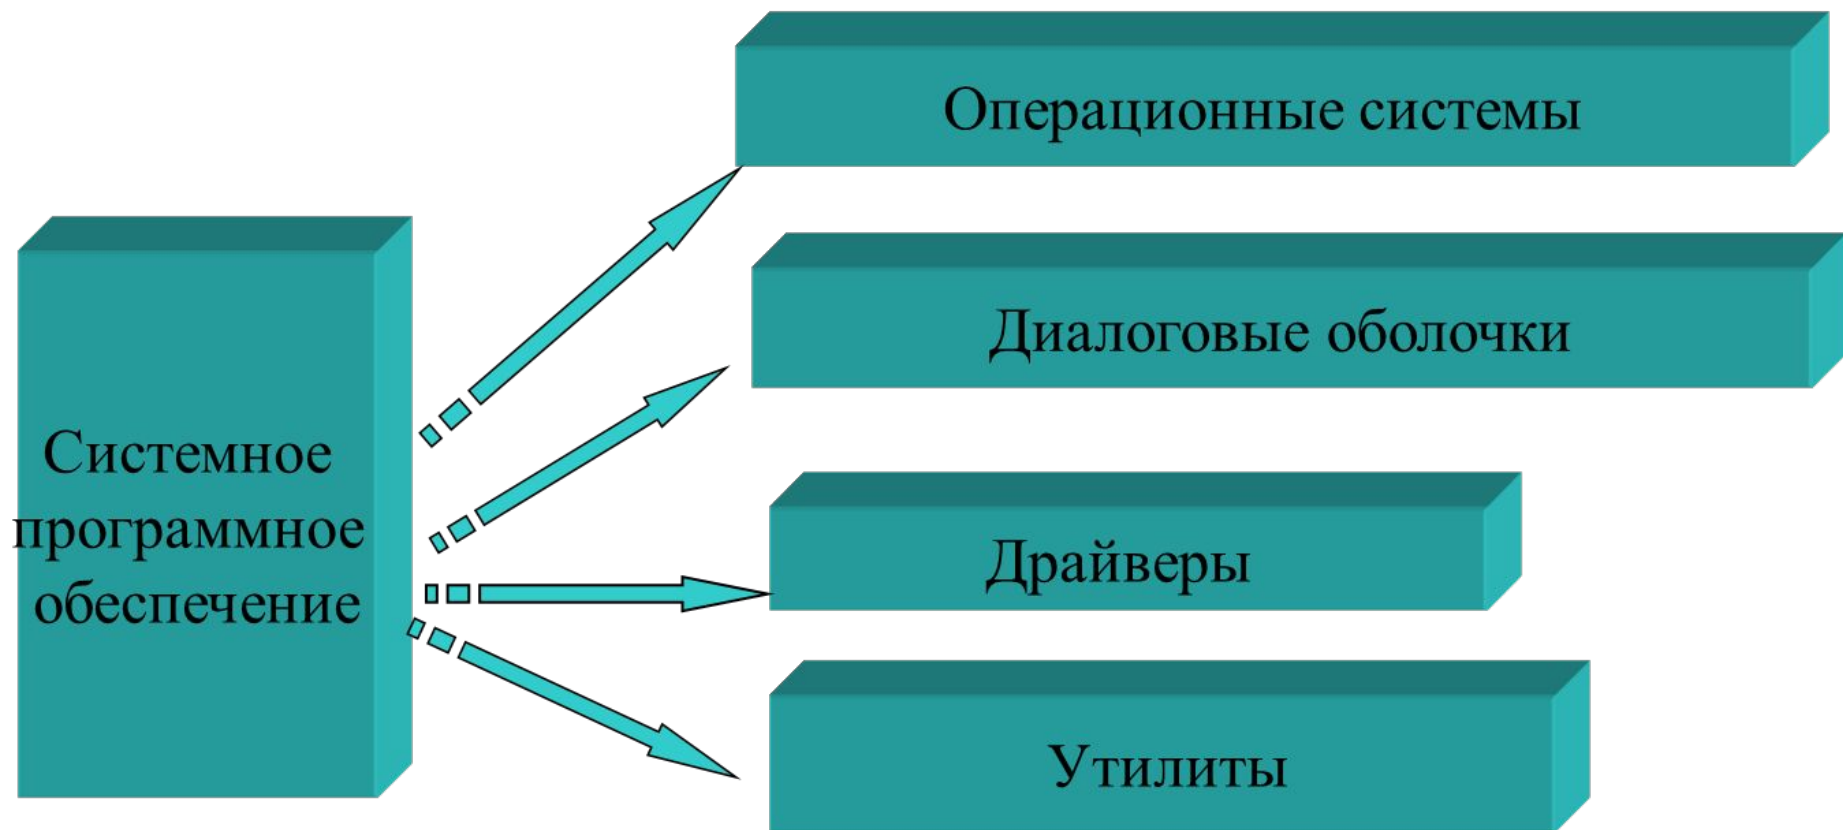 Операционные системы
Диалоговые оболочки
Системное
программное
обеспечение
Драйверы
Утилиты